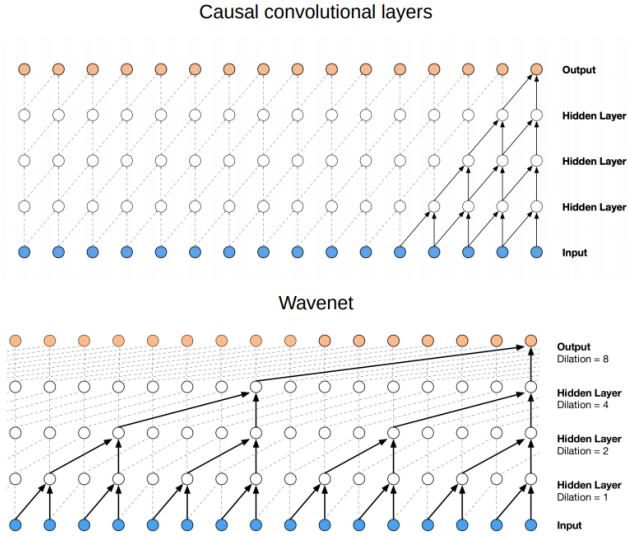 Causal convolutional layers
Output
Hidden Layer
Hidden Layer
Hidden Layer
Input
Wavenet
Output
Dilation = 8
Hidden Layer
Dilation = 4
Hidden Layer
Dilation = 2
Hidden Layer
Dilation = 1
Input